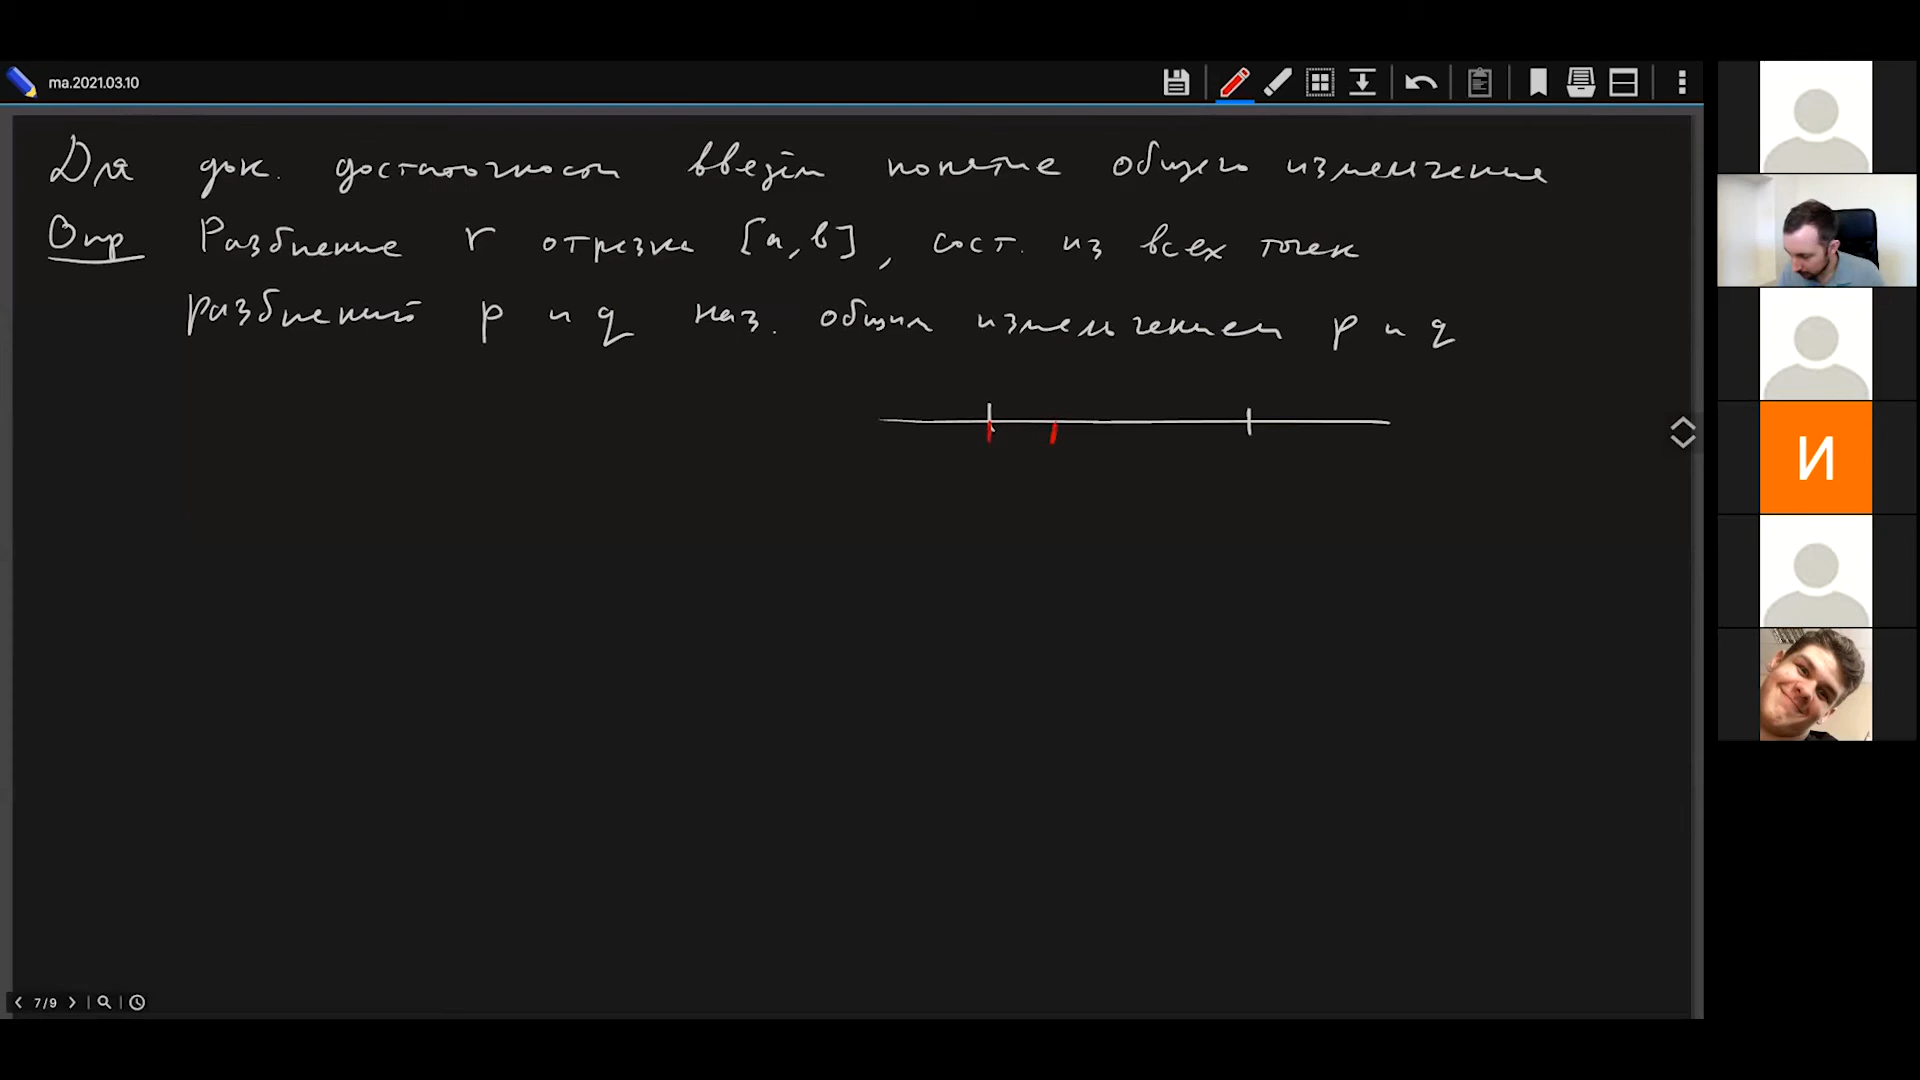 ma.2021.03.10
Для док. достаточности введём понятие общего измельчения
Опр Разбиение r отрезка [a, b], сост. из всех точек
разбиений p и q наз. общим измельчением p и q
И
7/9